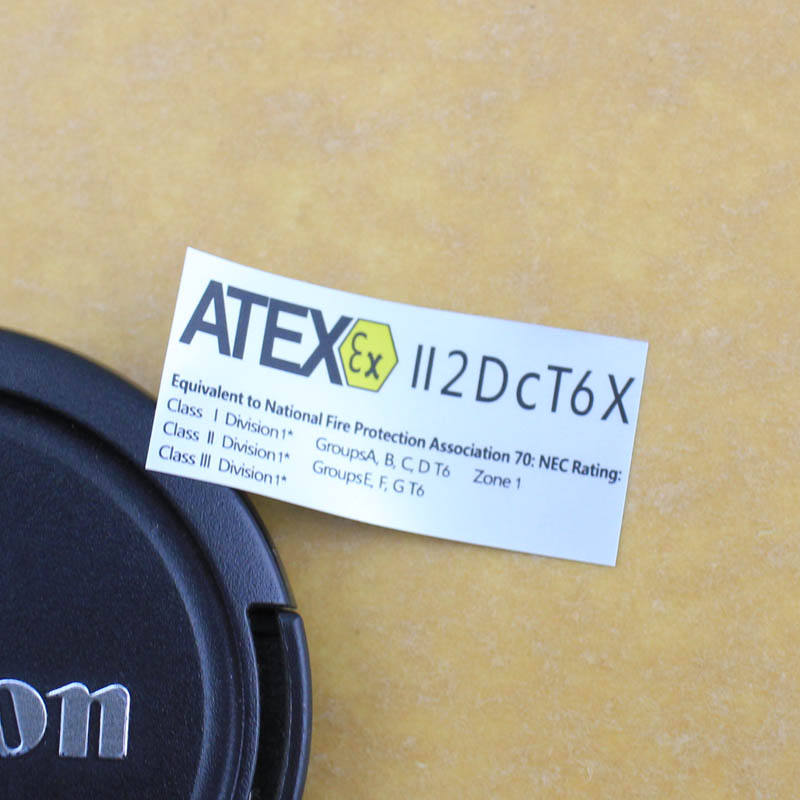 ATEX Ex II2DcT6X
Equivalent to National Fire Protection Association 70: NEC Rating:
Class I Division1* GroupsA, B, C, D T6 Zone 1
Class II Division1* GroupsE, F, G T6
Class III Division1*
on